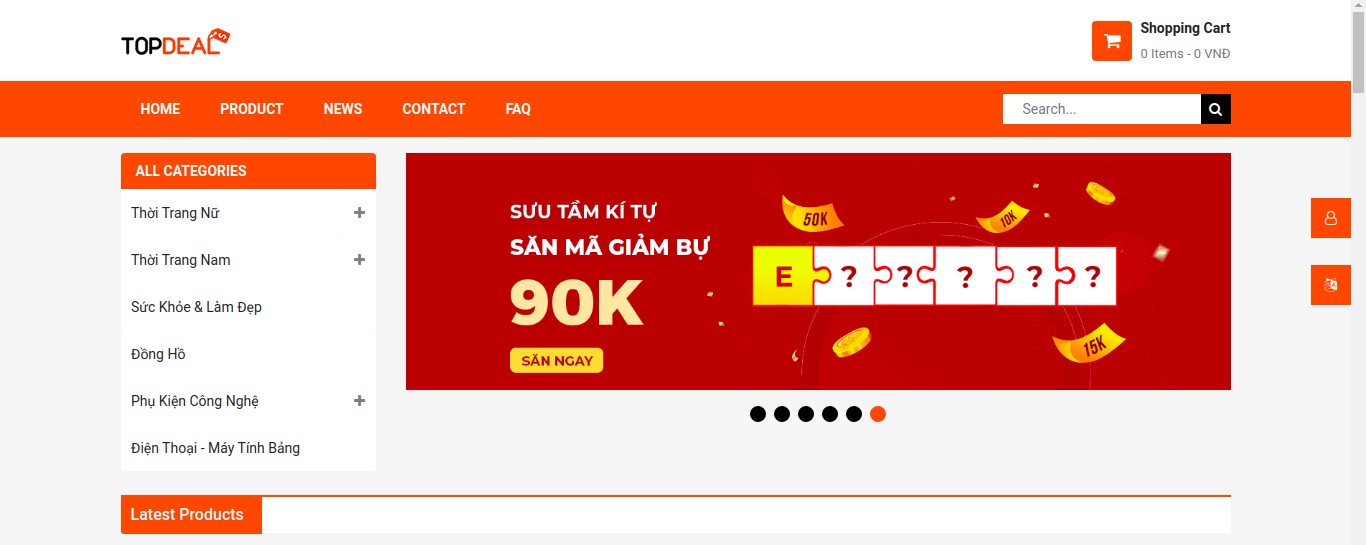 TOPDEAL
Shopping Cart
0 Items - 0 VNĐ
HOME PRODUCT NEWS CONTACT FAQ
Search...
ALL CATEGORIES
Thời Trang Nữ
Thời Trang Nam
Sức Khỏe & Làm Đẹp
Đồng Hồ
Phụ Kiện Công Nghệ
Điện Thoại - Máy Tính Bảng
SƯU TẦM KÍ TỰ
SĂN MÃ GIẢM BỰ
90K
SĂN NGAY
50K
10K
E ? ? ? ? ?
15K
Latest Products